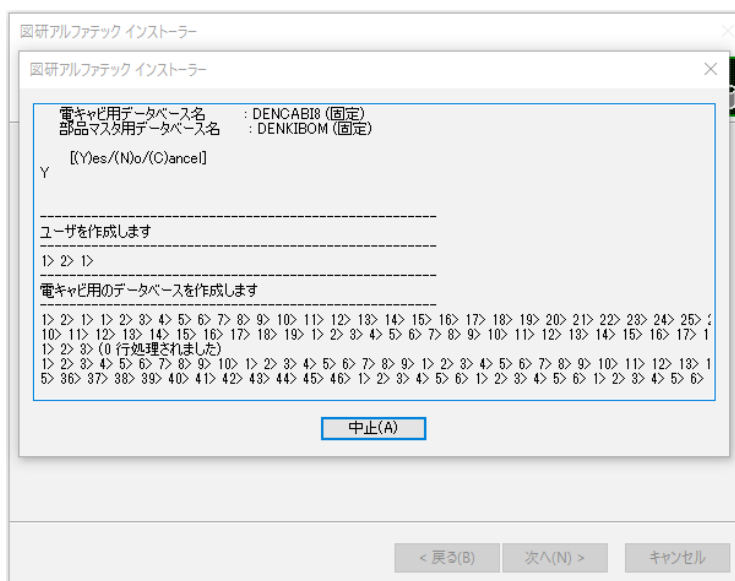 図研アルファテック インストーラー
図研アルファテック インストーラー
電キャビ用データベース名 : DENCABI8 (固定)
部品マスタ用データベース名 : DENKIBOM (固定)
[(Y)es/(N)o/(C)ancel]
Y
--------------------------------------------------
ユーザを作成します
--------------------------------------------------
1> 2> 1>
--------------------------------------------------
電キャビ用のデータベースを作成します
--------------------------------------------------
1> 2> 1> 1> 2> 3> 4> 5> 6> 7> 8> 9> 10> 11> 12> 13> 14> 15> 16> 17> 18> 19> 20> 21> 22> 23> 24> 25>
10> 11> 12> 13> 14> 15> 16> 17> 18> 19> 1> 2> 3> 4> 5> 6> 7> 8> 9> 10> 11> 12> 13> 14> 15> 16> 17> 1
1> 2> 3> (0 行処理されました)
1> 2> 3> 4> 5> 6> 7> 8> 9> 10> 1> 2> 3> 4> 5> 6> 7> 8> 9> 1> 2> 3> 4> 5> 6> 7> 8> 9> 10> 11> 12> 13> 1
5> 36> 37> 38> 39> 40> 41> 42> 43> 44> 45> 46> 1> 2> 3> 4> 5> 6> 1> 2> 3> 4> 5> 6> 1> 2> 3> 4> 5> 6>
中止(A)
< 戻る(B) 次へ(N) > キャンセル